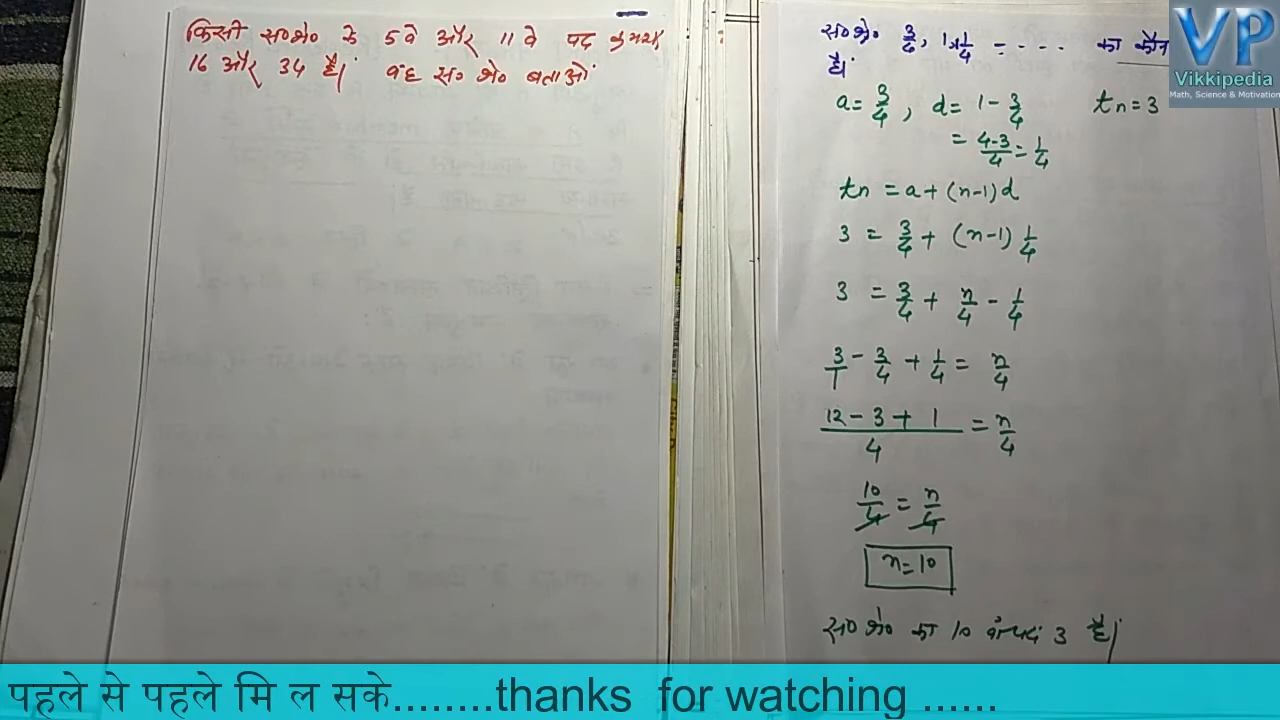 किसी स०श्रे० के 5वे और 11 वे पद क्रमशः
16 और 34 है। वह स० श्रे० बताओं
स०श्रे० 3/4, 1, 1 1/4 = - - - - का कौन
है।
a = 3/4 , d = 1 - 3/4 tn = 3
= 4-3/4 = 1/4
tn = a + (n-1) d
3 = 3/4 + (n-1) 1/4
3 = 3/4 + n/4 - 1/4
3/1 - 3/4 + 1/4 = n/4
12 - 3 + 1/4 = n/4
10/4 = n/4
n = 10
स० श्रे० का 10 वां पद 3 है।
VP
Vikkipedia
Math, Science & Motivation
पहले से पहले मि ल सके........thanks for watching ......